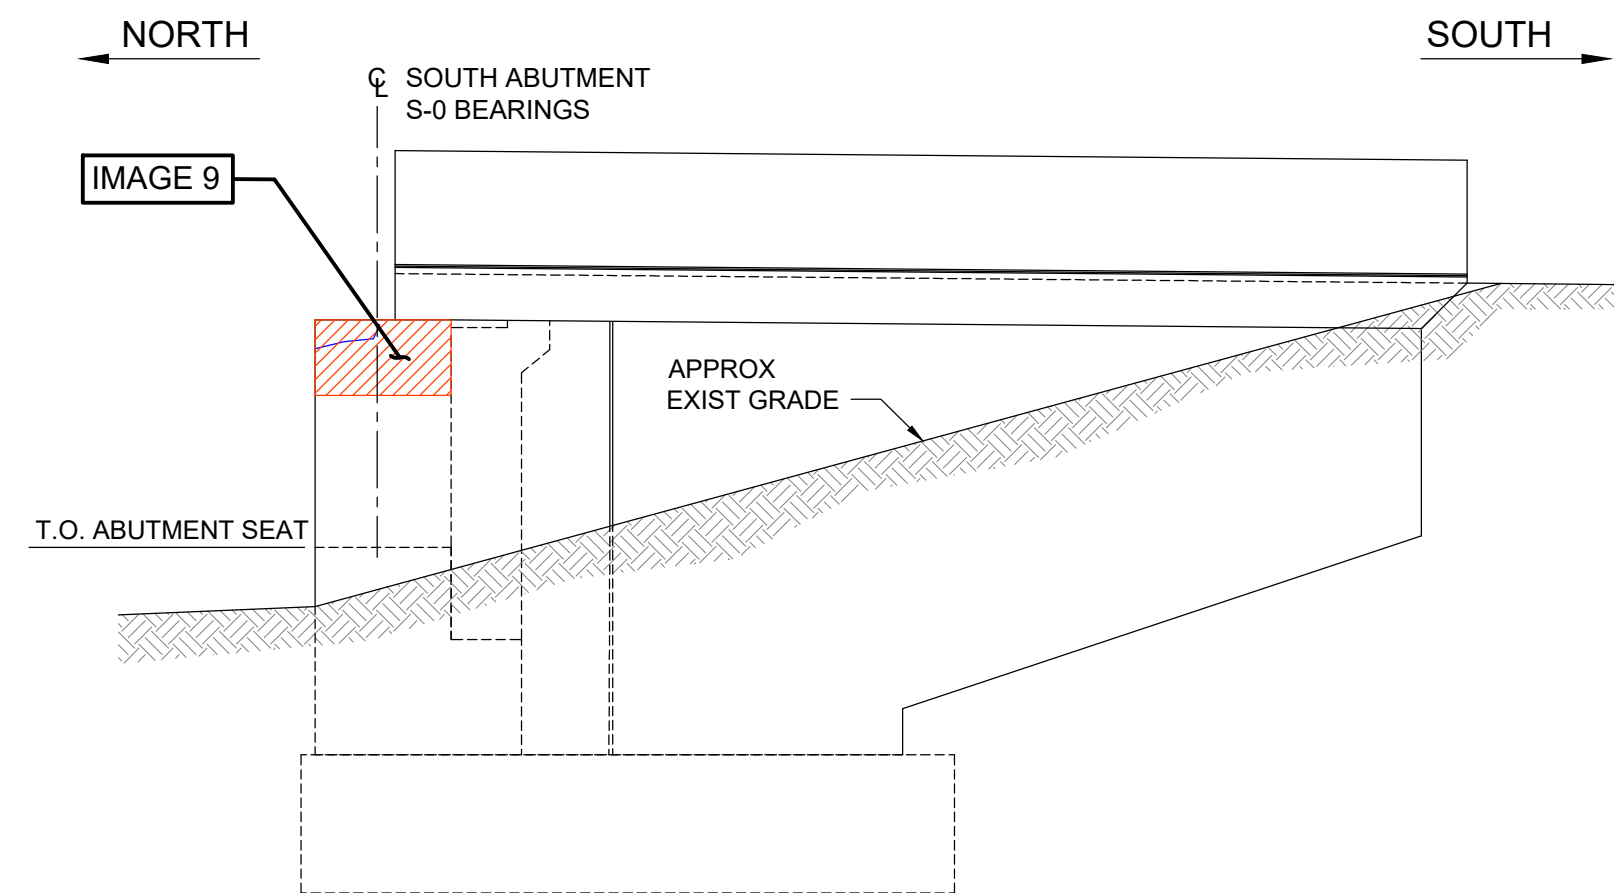 NORTH
SOUTH
℄ SOUTH ABUTMENT
S-0 BEARINGS
IMAGE 9
APPROX
EXIST GRADE
T.O. ABUTMENT SEAT